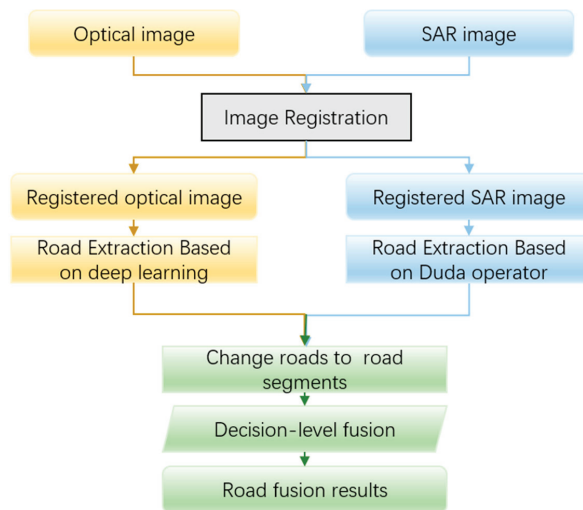 Optical image
SAR image
Image Registration
Registered optical image
Registered SAR image
Road Extraction Based
on deep learning
Road Extraction Based
on Duda operator
Change roads to road
segments
Decision-level fusion
Road fusion results